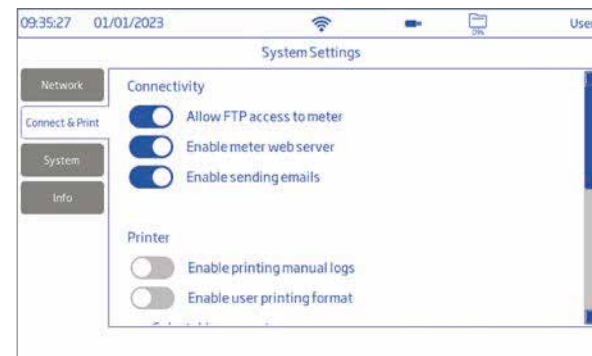 09:35:27 01/01/2023 0% User
System Settings
Network
Connect & Print
System
Info
Connectivity
Allow FTP access to meter
Enable meter web server
Enable sending emails
Printer
Enable printing manual logs
Enable user printing format